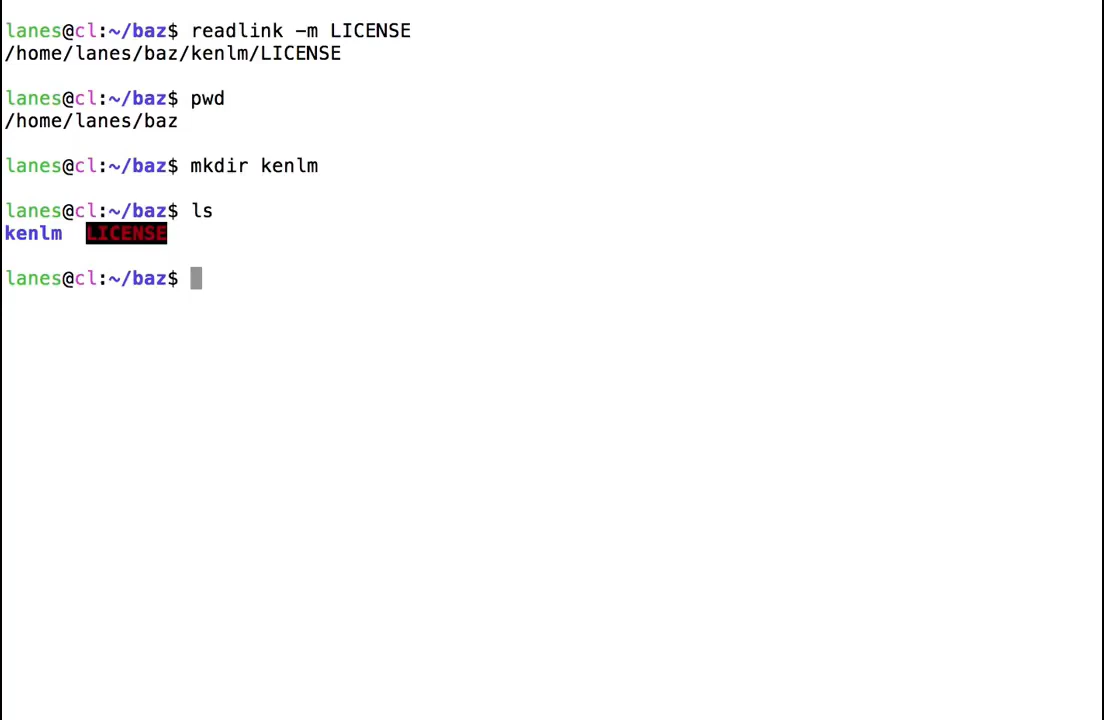 lanes@cl:~/baz$ readlink -m LICENSE
/home/lanes/baz/kenlm/LICENSE
lanes@cl:~/baz$ pwd
/home/lanes/baz
lanes@cl:~/baz$ mkdir kenlm
lanes@cl:~/baz$ ls
kenlm  LICENSE
lanes@cl:~/baz$